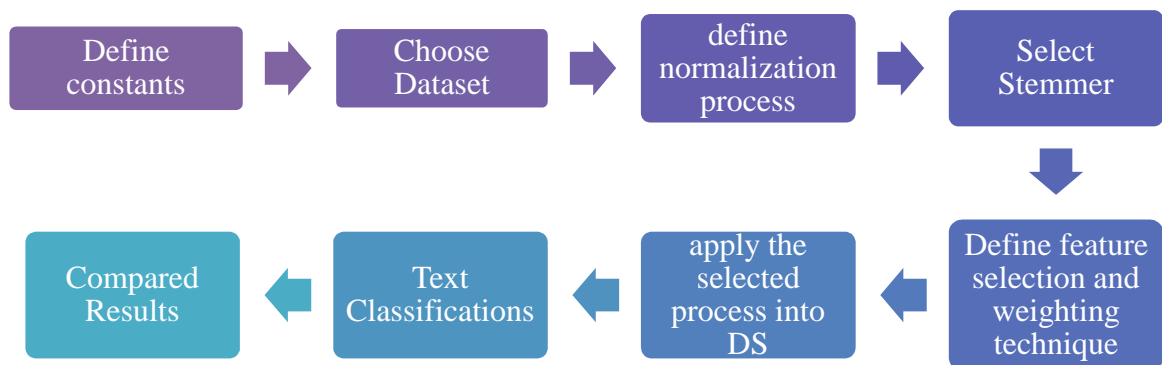 Define
constants
Choose
Dataset
define
normalization
process
Select
Stemmer
Define feature
selection and
weighting
technique
apply the
selected
process into
DS
Text
Classifications
Compared
Results